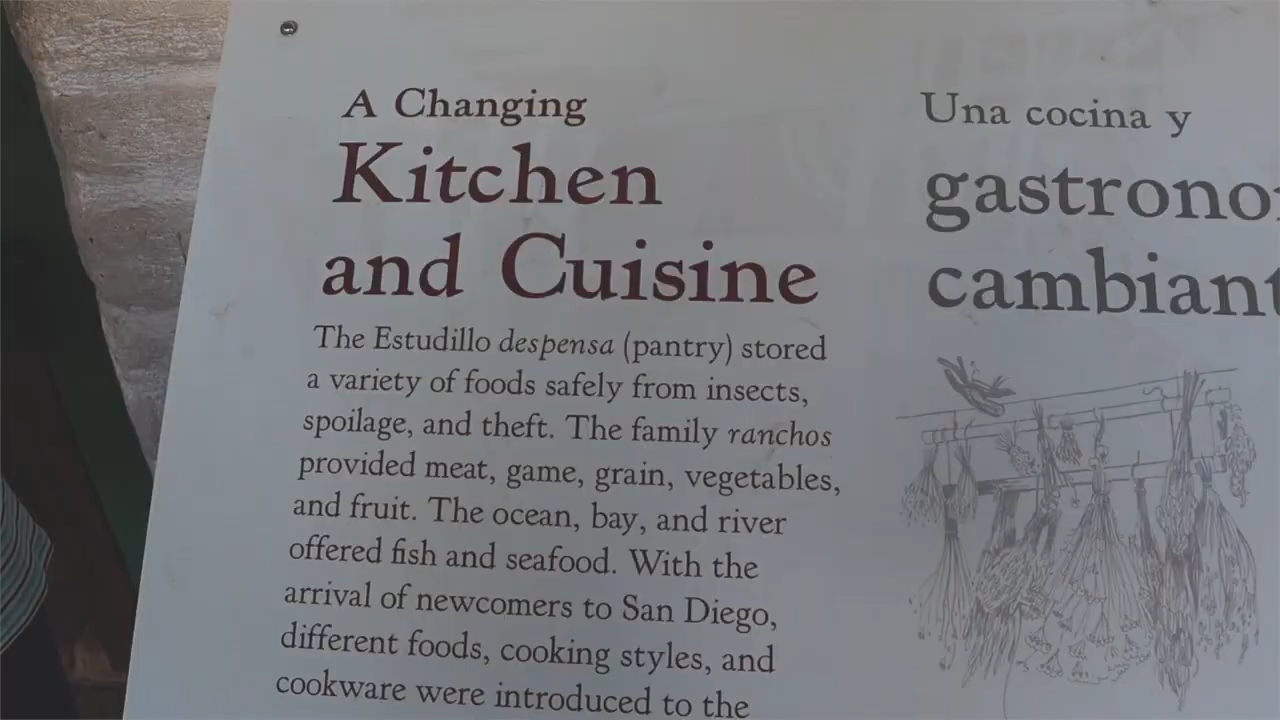 A Changing
Kitchen
and Cuisine
The Estudillo despensa (pantry) stored
a variety of foods safely from insects,
spoilage, and theft. The family ranchos
provided meat, game, grain, vegetables,
and fruit. The ocean, bay, and river
offered fish and seafood. With the
arrival of newcomers to San Diego,
different foods, cooking styles, and
cookware were introduced to the
Una cocina y
gastrono
cambiant